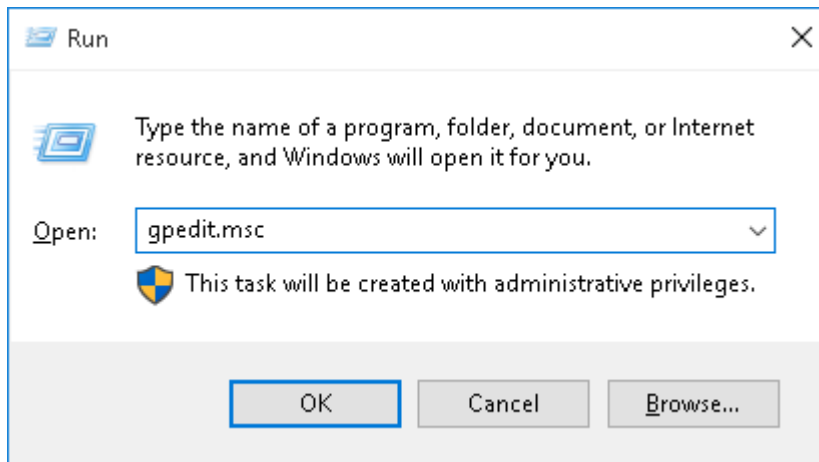 Run
Type the name of a program, folder, document, or Internet
resource, and Windows will open it for you.
Open: gpedit.msc
This task will be created with administrative privileges.
OK Cancel Browse...